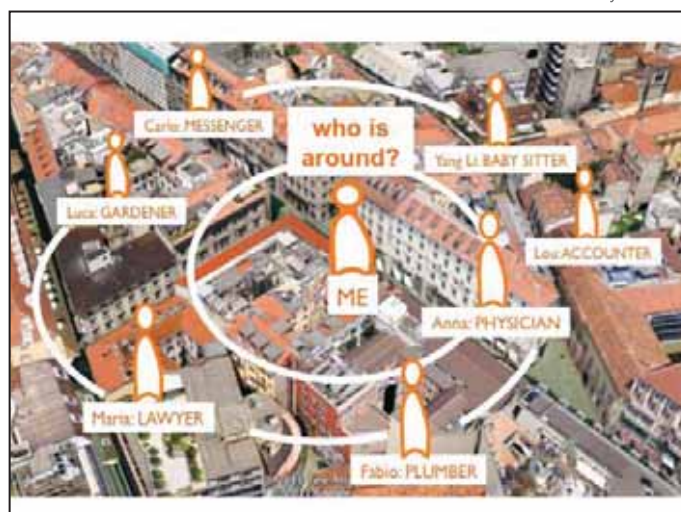 Carlo: MESSENGER
who is
around?
Yang Li: BABY SITTER
Luca: GARDENER
Lou: ACCOUNTER
ME
Anna: PHYSICIAN
Maria: LAWYER
Fabio: PLUMBER